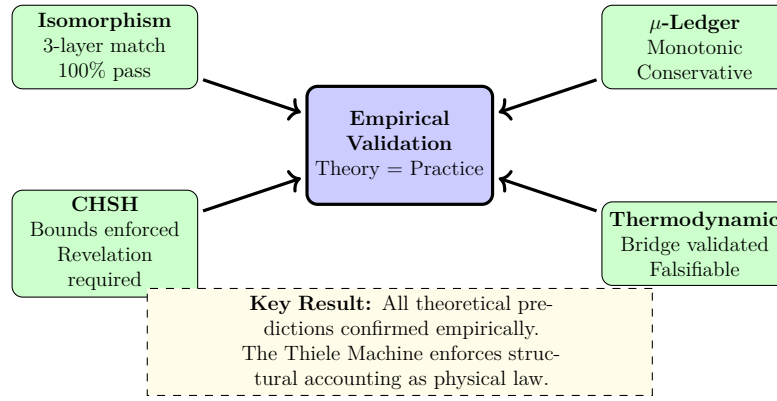 Isomorphism
3-layer match
100% pass
μ-Ledger
Monotonic
Conservative
Empirical
Validation
Theory = Practice
CHSH
Bounds enforced
Revelation
required
Thermodynamic
Bridge validated
Falsifiable
Key Result: All theoretical pre-
dictions confirmed empirically.
The Thiele Machine enforces struc-
tural accounting as physical law.